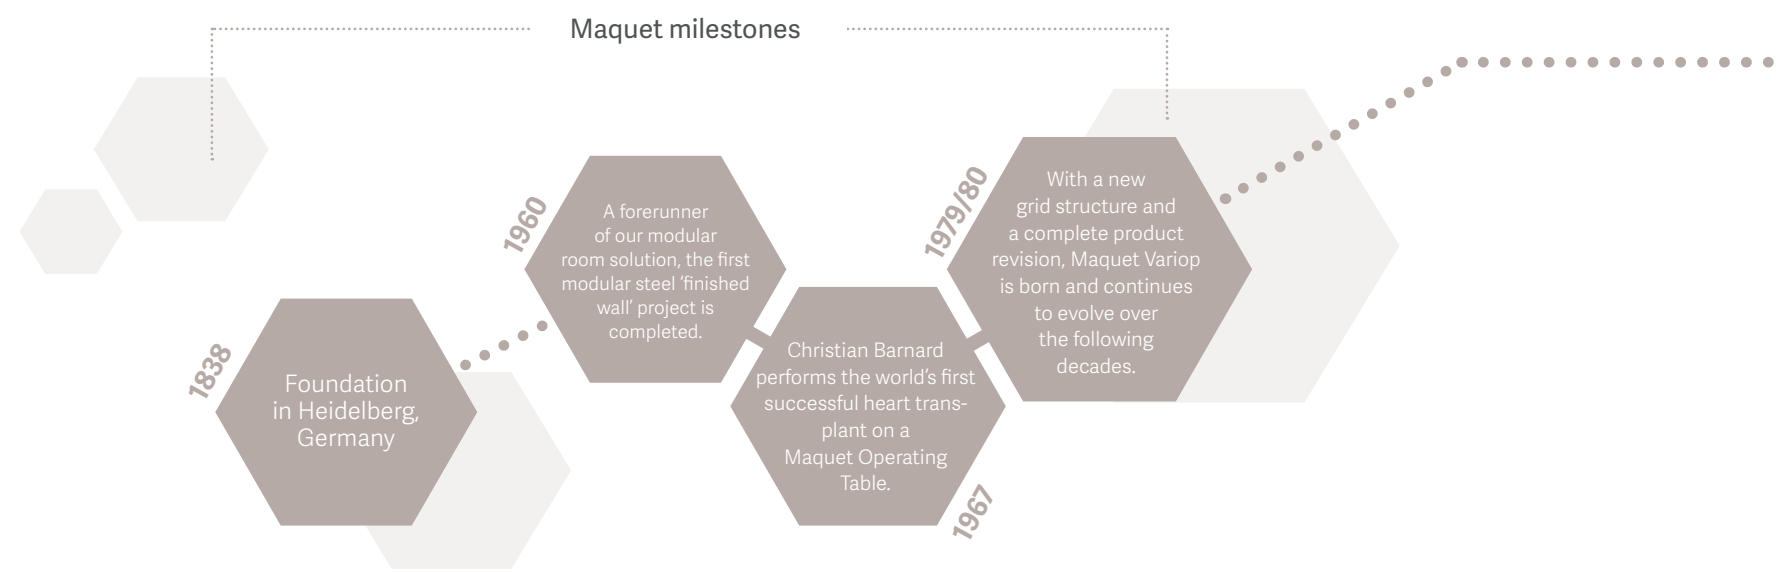 Maquet milestones
1838
Foundation
in Heidelberg,
Germany
1960
A forerunner
of our modular
room solution, the first
modular steel ‘finished
wall’ project is
completed.
Christian Barnard
performs the world’s first
successful heart trans-
plant on a
Maquet Operating
Table.
1967
1979/80
With a new
grid structure and
a complete product
revision, Maquet Variop
is born and continues
to evolve over
the following
decades.